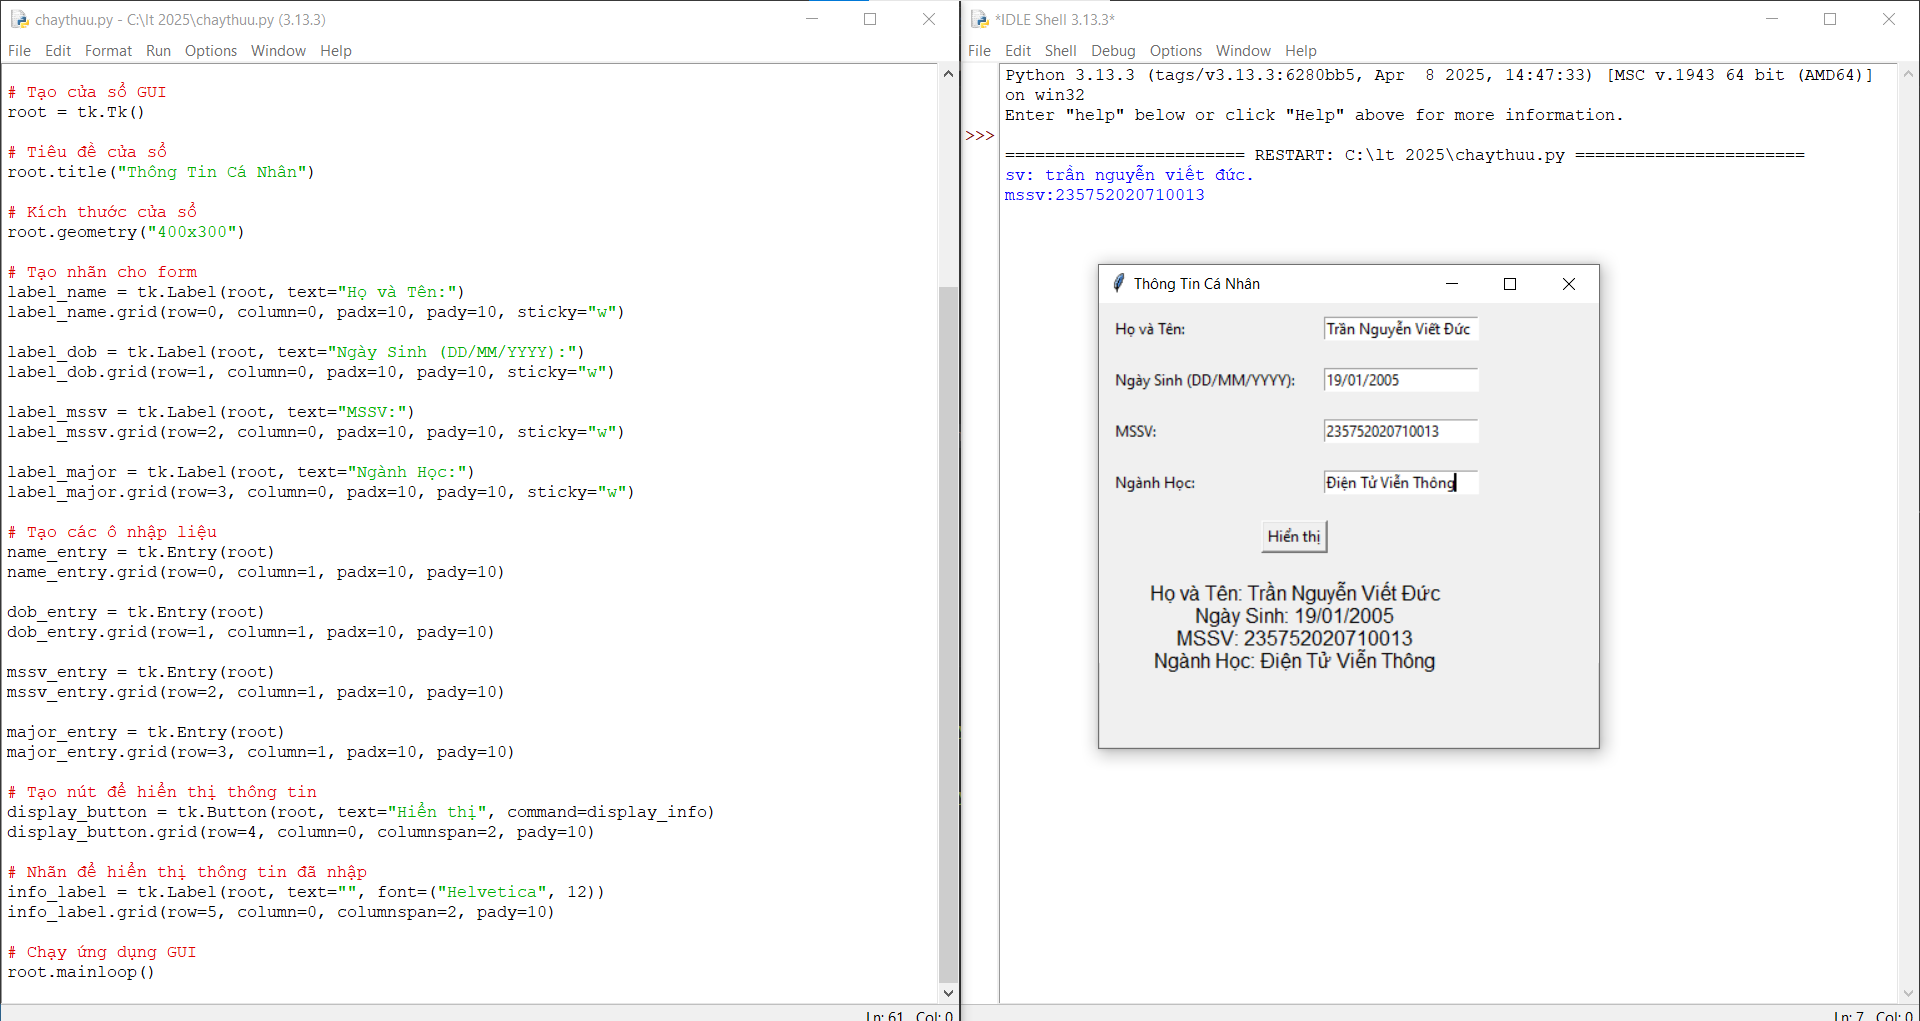 chaythuu.py - C:\lt 2025\chaythuu.py (3.13.3)
File Edit Format Run Options Window Help
# Tạo cửa sổ GUI
root = tk.Tk()
# Tiêu đề cửa sổ
root.title("Thông Tin Cá Nhân")
# Kích thước cửa sổ
root.geometry("400x300")
# Tạo nhãn cho form
label_name = tk.Label(root, text="Họ và Tên:")
label_name.grid(row=0, column=0, padx=10, pady=10, sticky="w")
label_dob = tk.Label(root, text="Ngày Sinh (DD/MM/YYYY):")
label_dob.grid(row=1, column=0, padx=10, pady=10, sticky="w")
label_mssv = tk.Label(root, text="MSSV:")
label_mssv.grid(row=2, column=0, padx=10, pady=10, sticky="w")
label_major = tk.Label(root, text="Ngành Học:")
label_major.grid(row=3, column=0, padx=10, pady=10, sticky="w")
# Tạo các ô nhập liệu
name_entry = tk.Entry(root)
name_entry.grid(row=0, column=1, padx=10, pady=10)
dob_entry = tk.Entry(root)
dob_entry.grid(row=1, column=1, padx=10, pady=10)
mssv_entry = tk.Entry(root)
mssv_entry.grid(row=2, column=1, padx=10, pady=10)
major_entry = tk.Entry(root)
major_entry.grid(row=3, column=1, padx=10, pady=10)
# Tạo nút để hiển thị thông tin
display_button = tk.Button(root, text="Hiển thị", command=display_info)
display_button.grid(row=4, column=0, columnspan=2, pady=10)
# Nhãn để hiển thị thông tin đã nhập
info_label = tk.Label(root, text="", font=("Helvetica", 12))
info_label.grid(row=5, column=0, columnspan=2, pady=10)
# Chạy ứng dụng GUI
root.mainloop()
Ln: 61 Col: 0
*IDLE Shell 3.13.3*
File Edit Shell Debug Options Window Help
Python 3.13.3 (tags/v3.13.3:6280bb5, Apr  8 2025, 14:47:33) [MSC v.1943 64 bit (AMD64)]
on win32
Enter "help" below or click "Help" above for more information.
>>>
======================== RESTART: C:\lt 2025\chaythuu.py =======================
sv: trần nguyễn viết đức.
mssv:235752020710013
Thông Tin Cá Nhân
Họ và Tên: Trần Nguyễn Viết Đức
Ngày Sinh (DD/MM/YYYY): 19/01/2005
MSSV: 235752020710013
Ngành Học: Điện Tử Viễn Thông
Hiển thị
Họ và Tên: Trần Nguyễn Viết Đức
Ngày Sinh: 19/01/2005
MSSV: 235752020710013
Ngành Học: Điện Tử Viễn Thông
Ln: 7 Col: 0